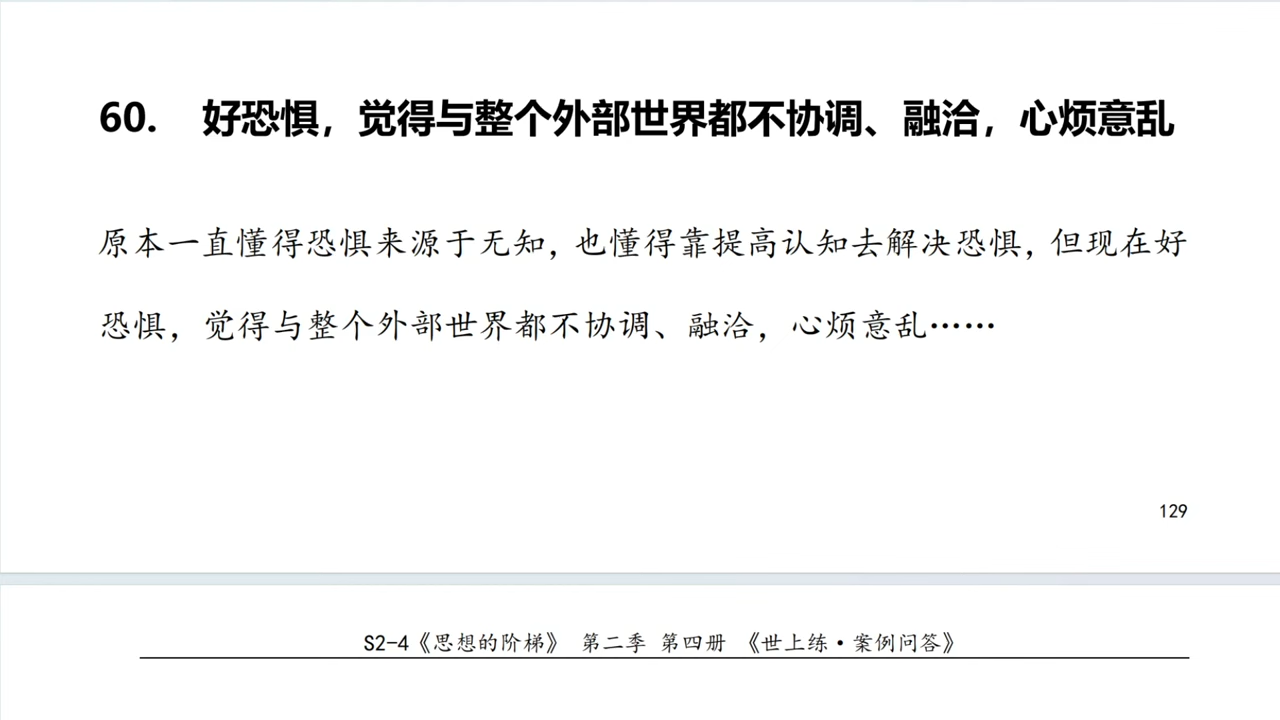 60. 好恐惧，觉得与整个外部世界都不协调、融洽，心烦意乱
原本一直懂得恐惧来源于无知，也懂得靠提高认知去解决恐惧，但现在好
恐惧，觉得与整个外部世界都不协调、融洽，心烦意乱……
129
S2-4《思想的阶梯》 第二季 第四册 《世上练·案例问答》